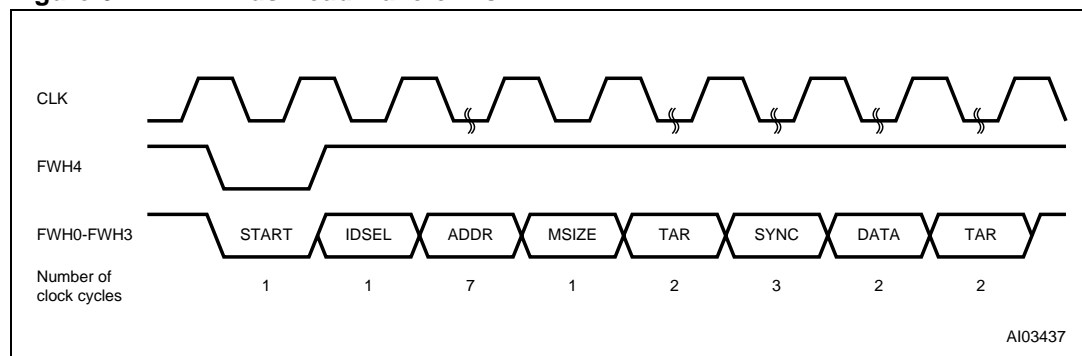 CLK
FWH4
FWH0-FWH3 START IDSEL ADDR MSIZE TAR SYNC DATA TAR
Number of
clock cycles 1 1 7 1 2 3 2 2
AI03437